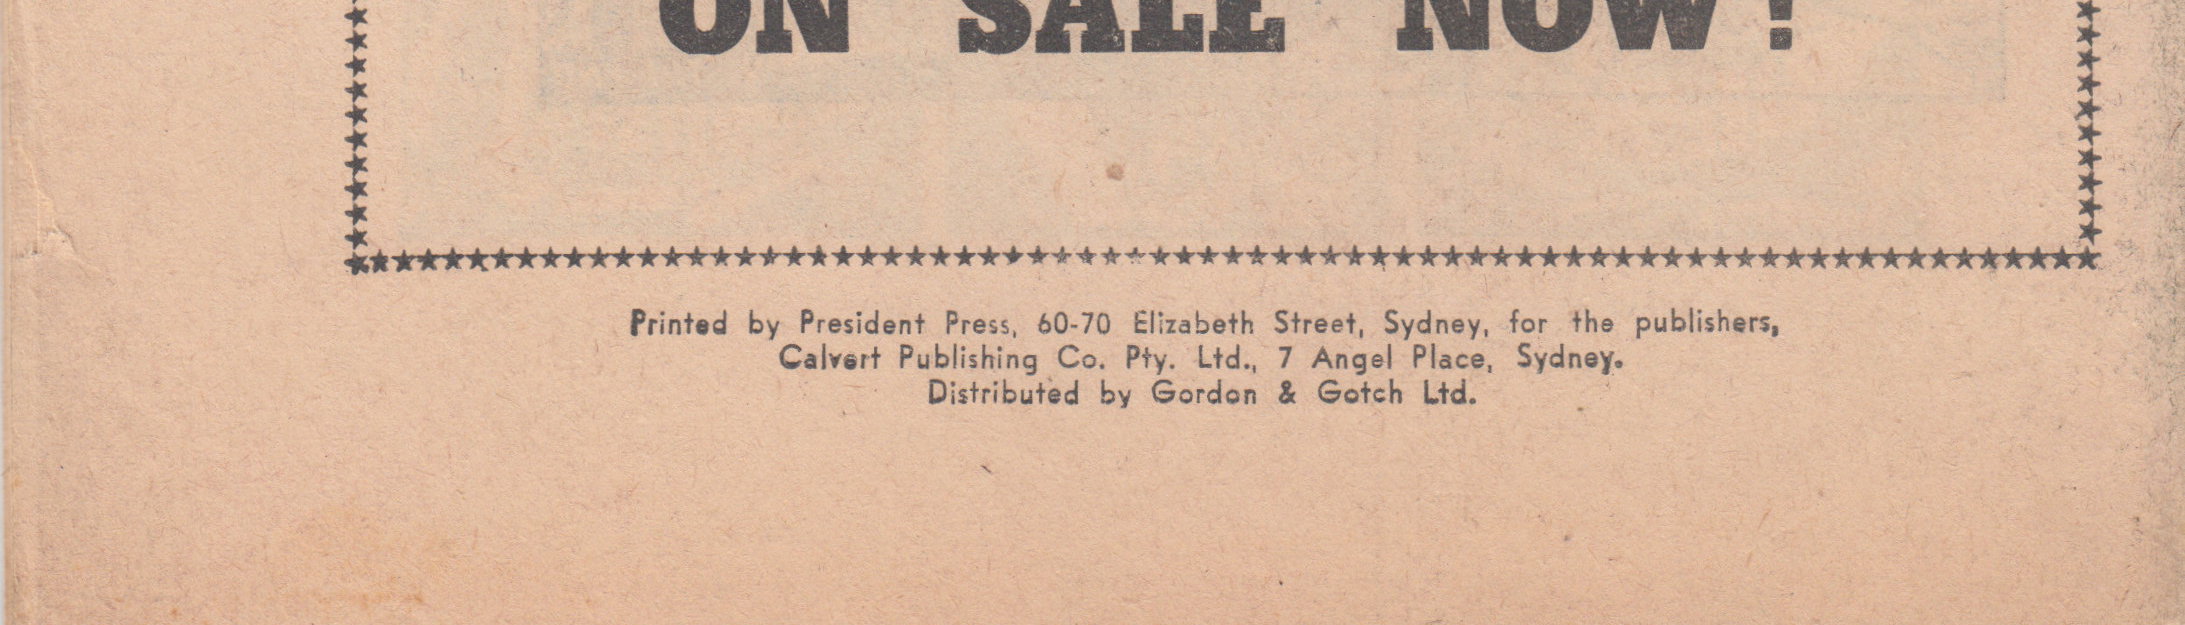 ON SALE NOW!
Printed by President Press, 60-70 Elizabeth Street, Sydney, for the publishers,
Calvert Publishing Co. Pty. Ltd., 7 Angel Place, Sydney.
Distributed by Gordon & Gotch Ltd.